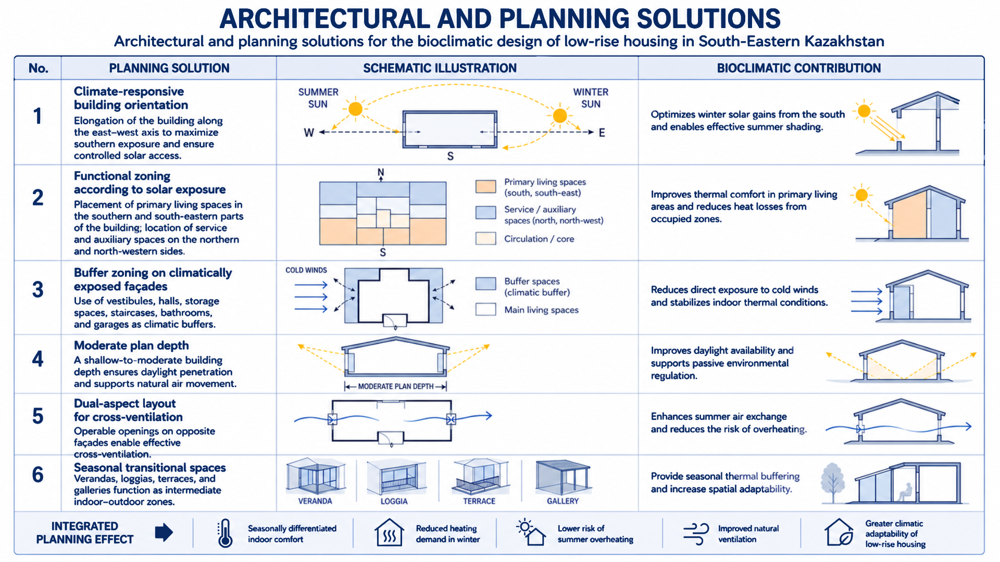 ARCHITECTURAL AND PLANNING SOLUTIONS
Architectural and planning solutions for the bioclimatic design of low-rise housing in South-Eastern Kazakhstan
No.
PLANNING SOLUTION
SCHEMATIC ILLUSTRATION
BIOCLIMATIC CONTRIBUTION
1
Climate-responsive
building orientation
Elongation of the building along
the east–west axis to maximize
southern exposure and ensure
controlled solar access.
SUMMER
SUN
WINTER
SUN
W
E
S
Optimizes winter solar gains from the south
and enables effective summer shading.
2
Functional zoning
according to solar exposure
Placement of primary living spaces in
the southern and south-eastern parts
of the building; location of service
and auxiliary spaces on the northern
and north-western sides.
N
S
Primary living spaces
(south, south-east)
Service / auxiliary
spaces (north, north-west)
Circulation / core
Improves thermal comfort in primary living
areas and reduces heat losses from
occupied zones.
3
Buffer zoning on climatically
exposed façades
Use of vestibules, halls, storage
spaces, staircases, bathrooms,
and garages as climatic buffers.
COLD WINDS
Buffer spaces
(climatic buffer)
Main living spaces
Reduces direct exposure to cold winds
and stabilizes indoor thermal conditions.
4
Moderate plan depth
A shallow-to-moderate building
depth ensures daylight penetration
and supports natural air movement.
MODERATE PLAN DEPTH
Improves daylight availability and
supports passive environmental
regulation.
5
Dual-aspect layout
for cross-ventilation
Operable openings on opposite
façades enable effective
cross-ventilation.
Enhances summer air exchange
and reduces the risk of overheating.
6
Seasonal transitional spaces
Verandas, loggias, terraces, and
galleries function as intermediate
indoor–outdoor zones.
VERANDA
LOGGIA
TERRACE
GALLERY
Provide seasonal thermal buffering
and increase spatial adaptability.
INTEGRATED
PLANNING EFFECT
Seasonally differentiated
indoor comfort
Reduced heating
demand in winter
Lower risk of
summer overheating
Improved natural
ventilation
Greater climatic
adaptability of
low-rise housing